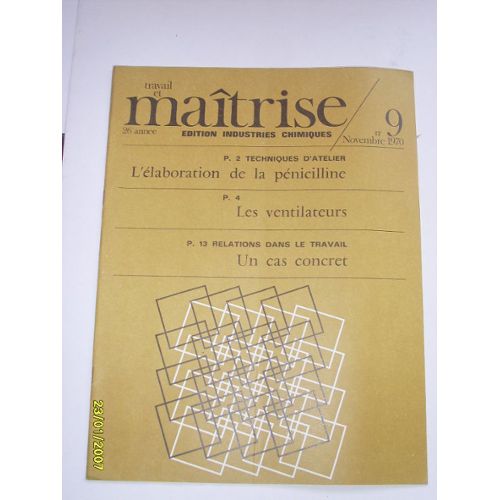 travail
et
maîtrise
26 année
EDITION INDUSTRIES CHIMIQUES
n° 9
Novembre 1970
P. 2 TECHNIQUES D'ATELIER
L'élaboration de la pénicilline
P. 4
Les ventilateurs
P. 13 RELATIONS DANS LE TRAVAIL
Un cas concret
23/01/2007